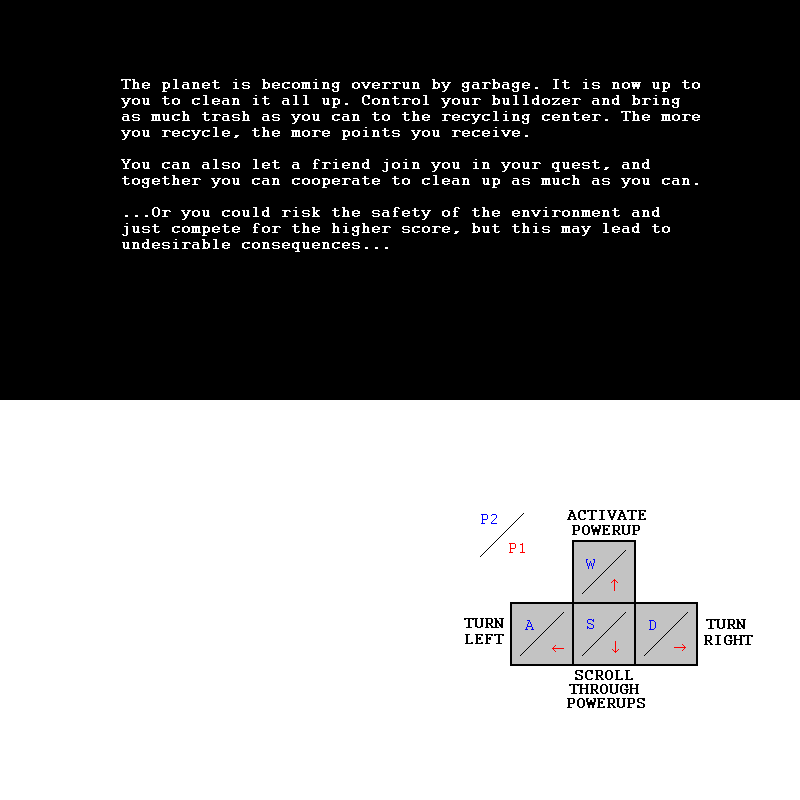 The planet is becoming overrun by garbage. It is now up to
you to clean it all up. Control your bulldozer and bring
as much trash as you can to the recycling center. The more
you recycle, the more points you receive.
You can also let a friend join you in your quest, and
together you can cooperate to clean up as much as you can.
...Or you could risk the safety of the environment and
just compete for the higher score, but this may lead to
undesirable consequences...
P2
P1
ACTIVATE
POWERUP
W
↑
TURN
LEFT
A
←
S
↓
D
→
TURN
RIGHT
SCROLL
THROUGH
POWERUPS